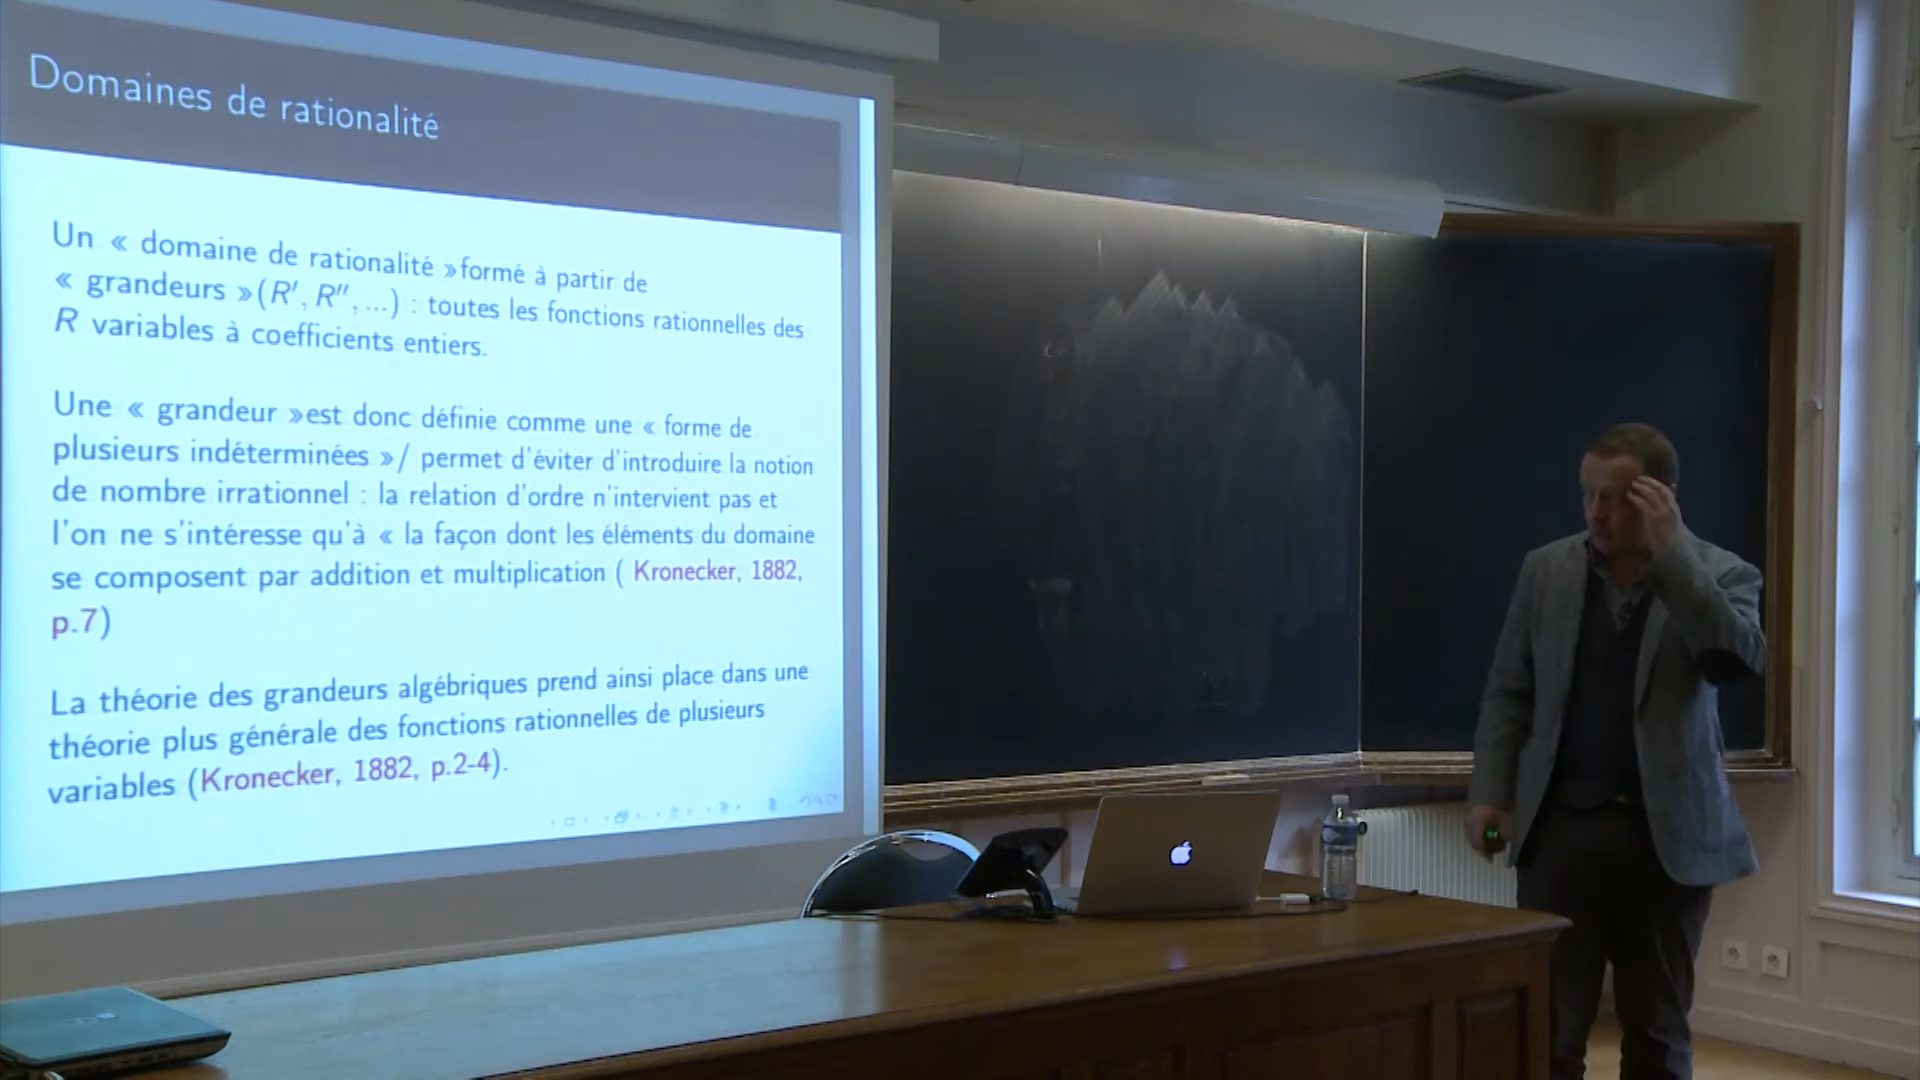 Domaines de rationalité
Un « domaine de rationalité »formé à partir de
« grandeurs »(R′, R″, ...) : toutes les fonctions rationnelles des
R variables à coefficients entiers.
Une « grandeur »est donc définie comme une « forme de
plusieurs indéterminées »/ permet d'éviter d'introduire la notion
de nombre irrationnel : la relation d'ordre n'intervient pas et
l'on ne s'intéresse qu'à « la façon dont les éléments du domaine
se composent par addition et multiplication ( Kronecker, 1882,
p.7)
La théorie des grandeurs algébriques prend ainsi place dans une
théorie plus générale des fonctions rationnelles de plusieurs
variables (Kronecker, 1882, p.2-4).